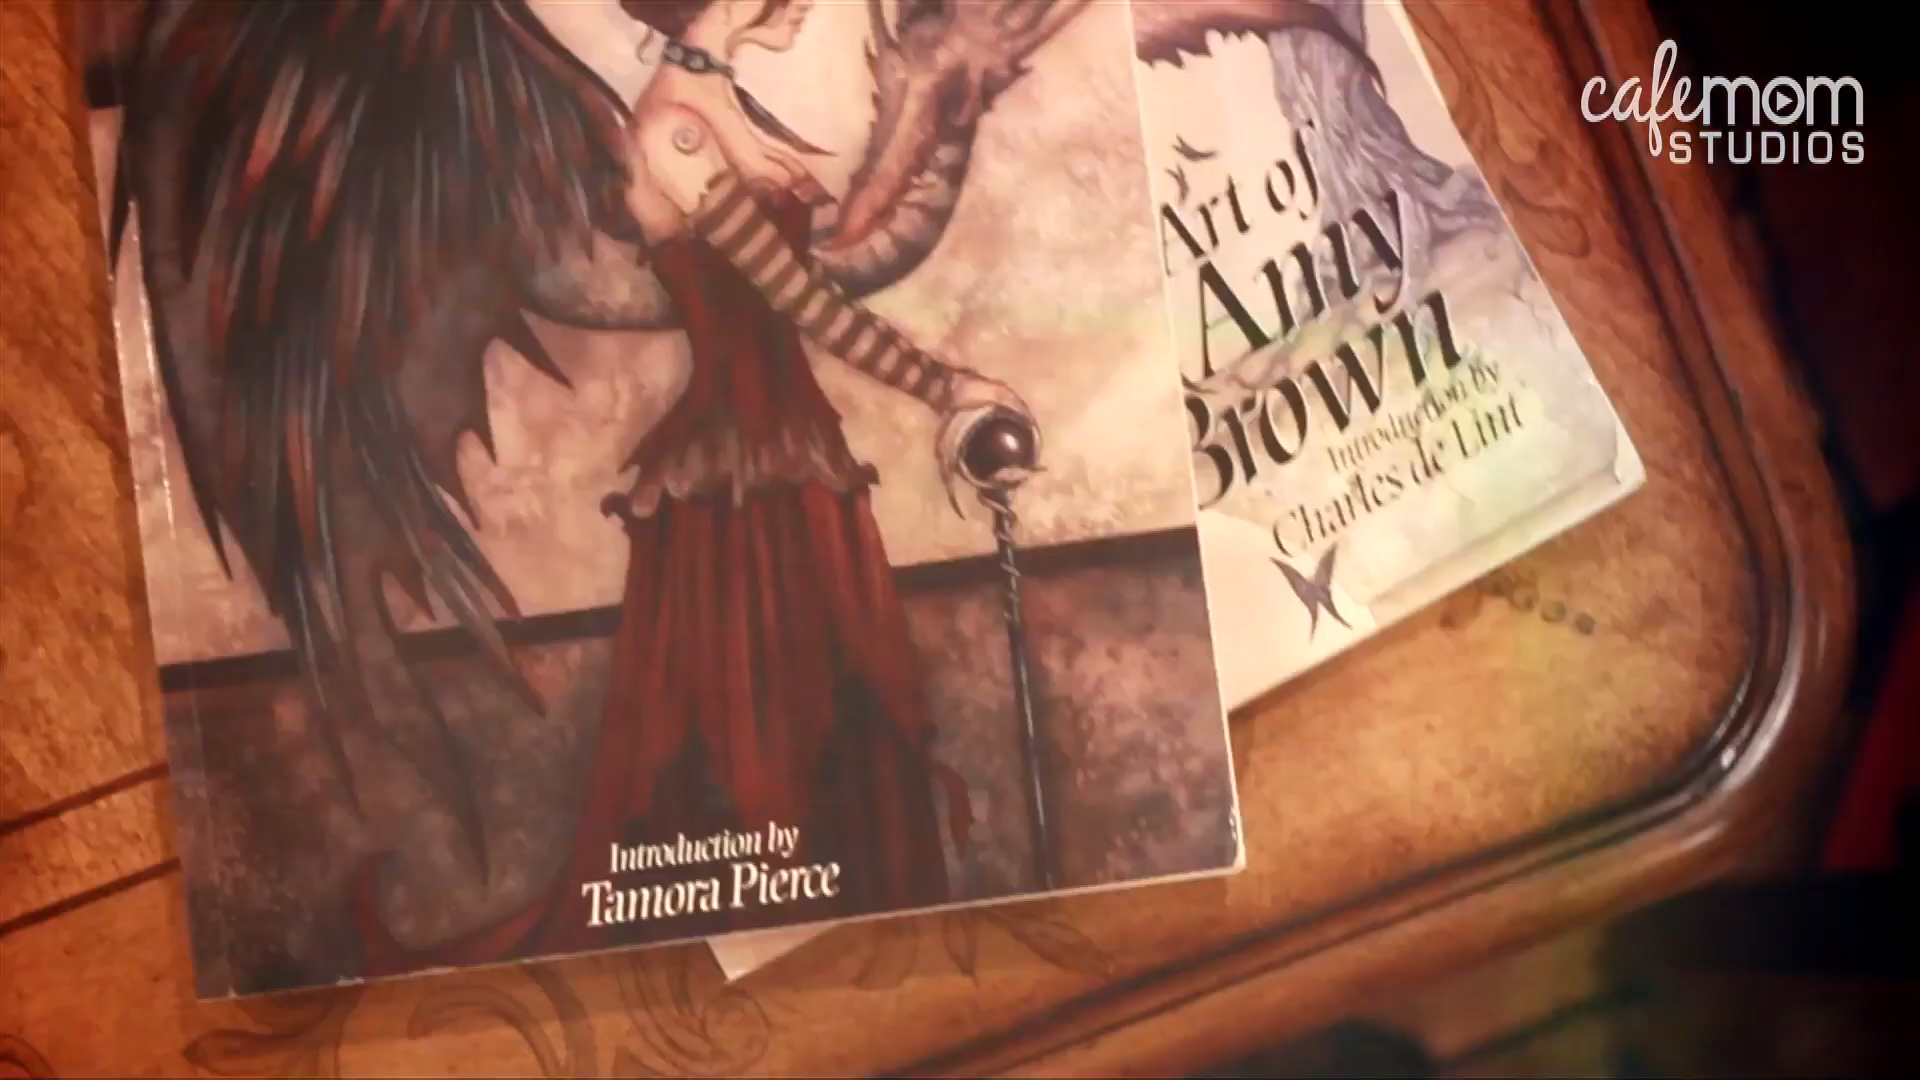 cafemom
STUDIOS
Art of
Amy
Brown
Introduction by
Charles de Lint
Introduction by
Tamora Pierce